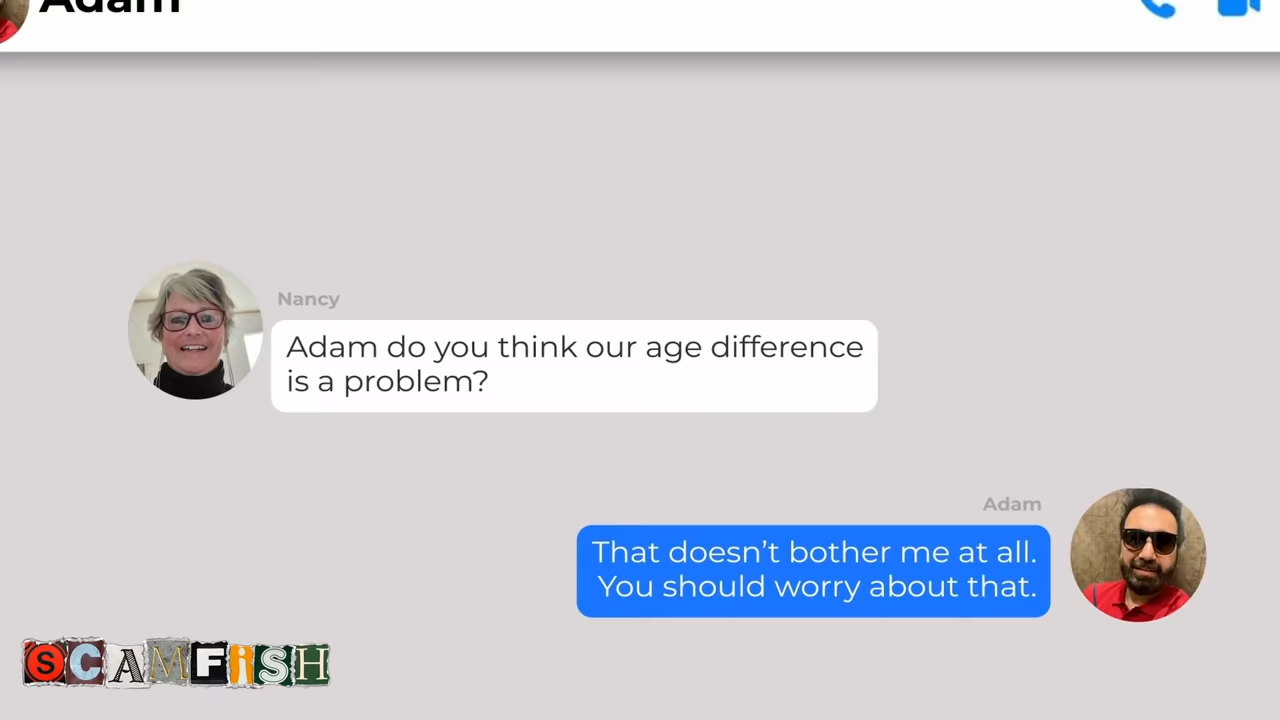 Adam
Nancy
Adam do you think our age difference
is a problem?
Adam
That doesn’t bother me at all.
You should worry about that.
SCAMFiSH